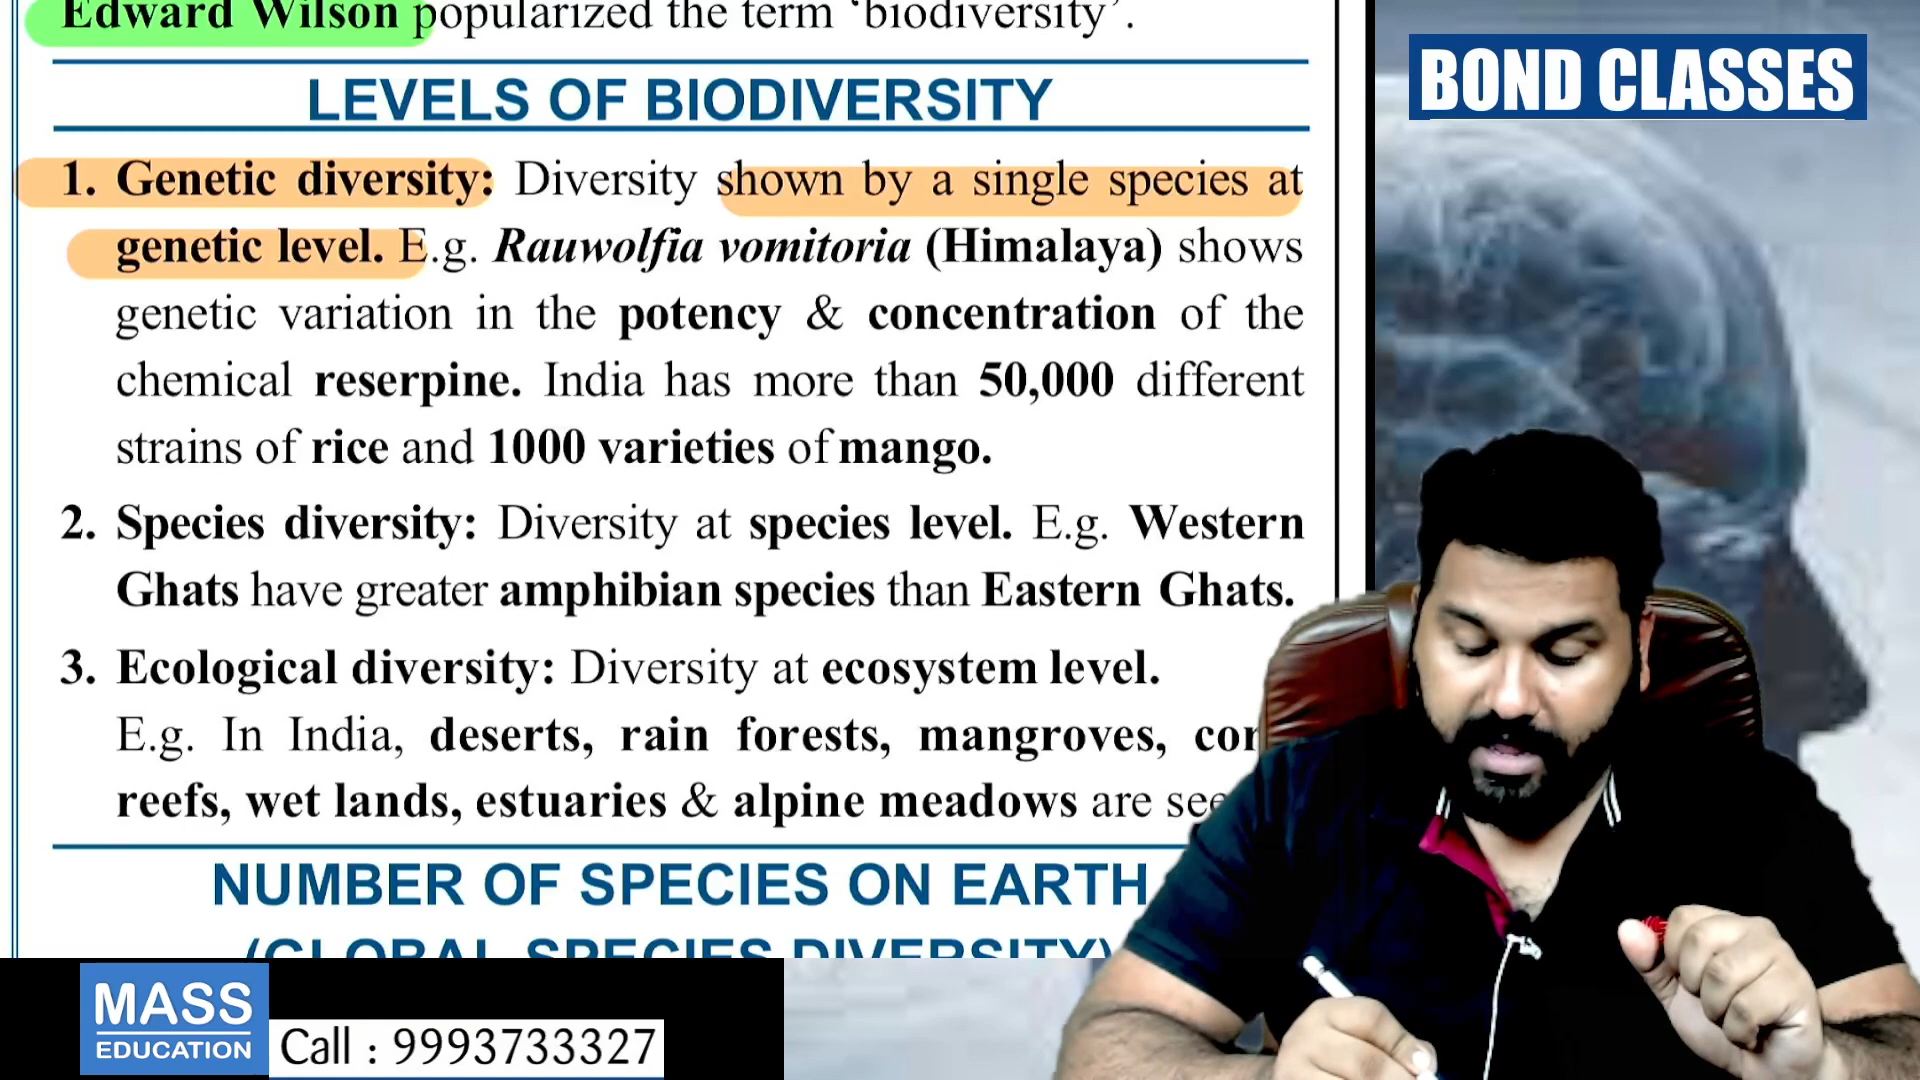 Edward Wilson popularized the term ‘biodiversity’.
BOND CLASSES
LEVELS OF BIODIVERSITY
1. Genetic diversity: Diversity shown by a single species at
genetic level. E.g. Rauwolfia vomitoria (Himalaya) shows
genetic variation in the potency & concentration of the
chemical reserpine. India has more than 50,000 different
strains of rice and 1000 varieties of mango.
2. Species diversity: Diversity at species level. E.g. Western
Ghats have greater amphibian species than Eastern Ghats.
3. Ecological diversity: Diversity at ecosystem level.
E.g. In India, deserts, rain forests, mangroves,
reefs, wet lands, estuaries & alpine meadows are
NUMBER OF SPECIES ON EARTH
(GLOBAL SPECIES DIVERSITY)
MASS
EDUCATION
Call : 9993733327